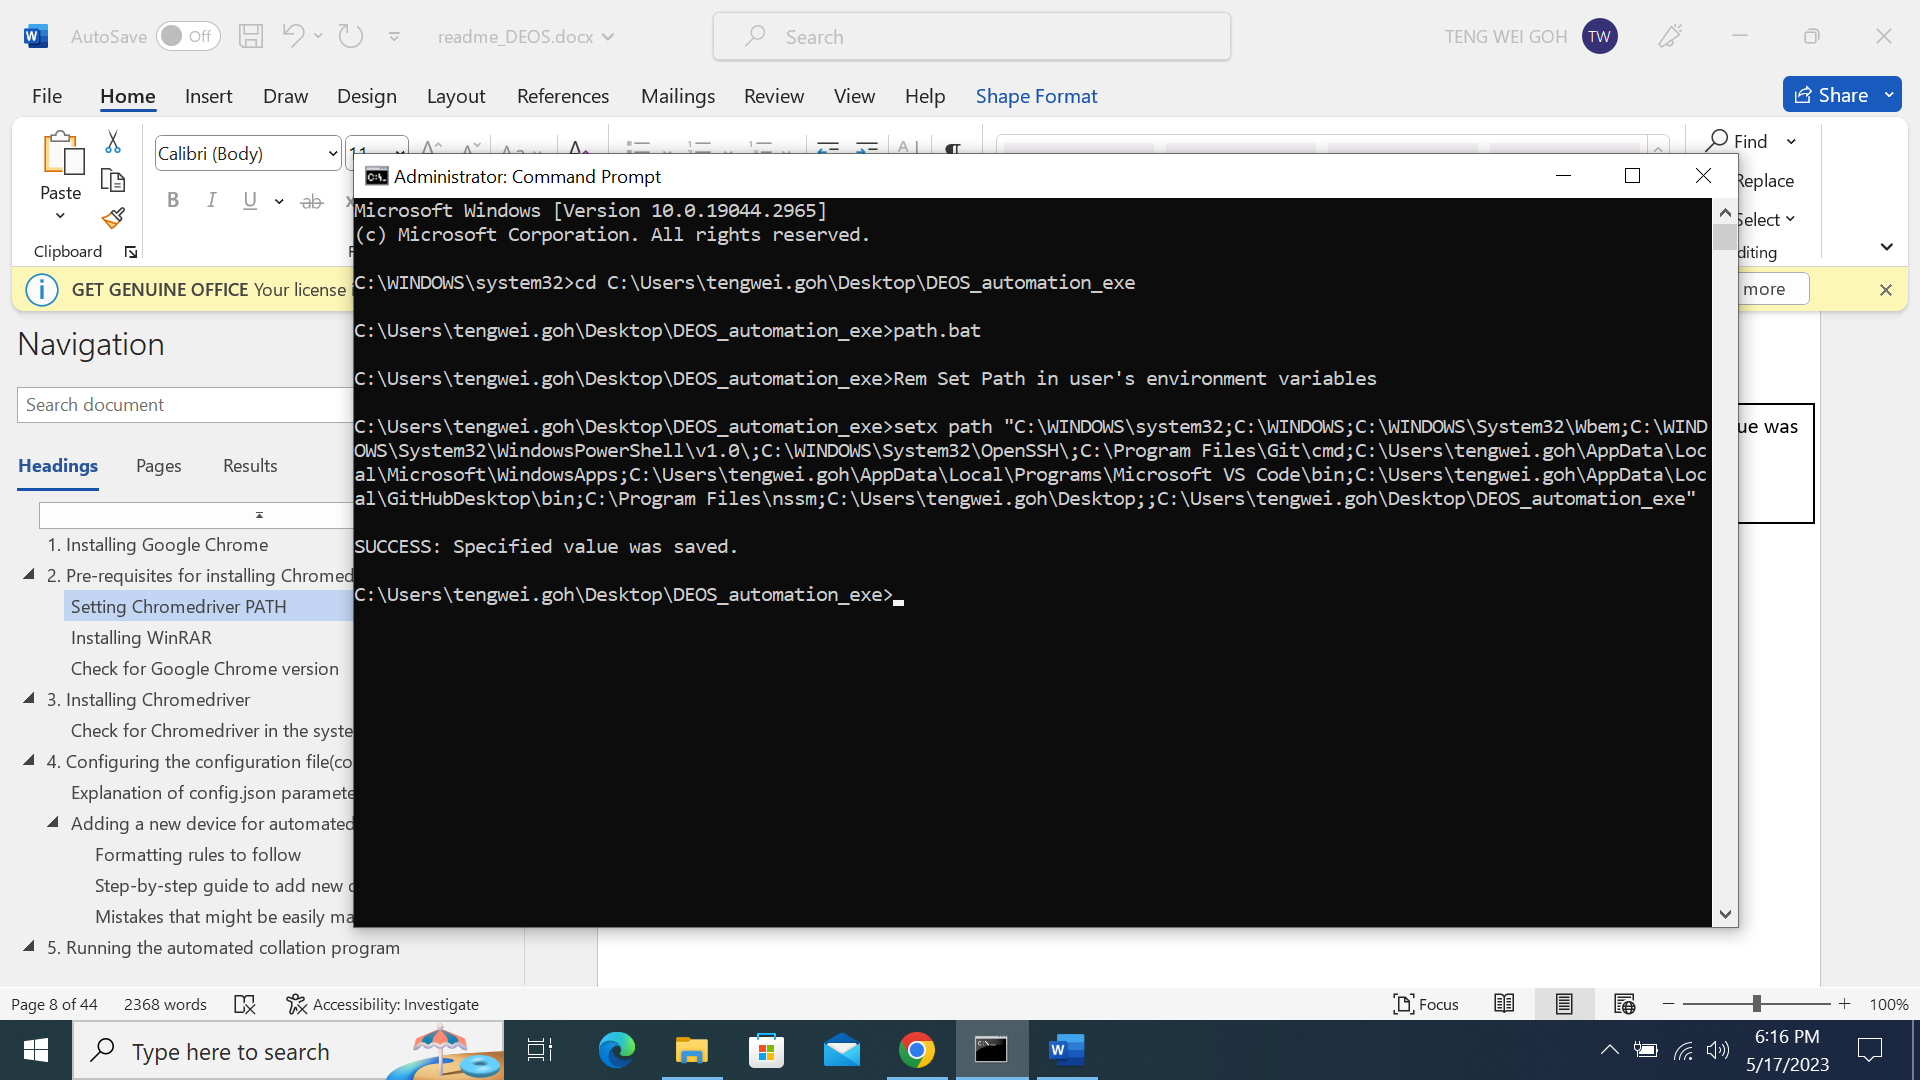 AutoSave Off readme_DEOS.docx Search TENG WEI GOH TW
File Home Insert Draw Design Layout References Mailings Review View Help Shape Format Share
Calibri (Body) 11 Find
Paste Replace
B I U ab Select
Clipboard
Administrator: Command Prompt
GET GENUINE OFFICE Your license more
Microsoft Windows [Version 10.0.19044.2965]
(c) Microsoft Corporation. All rights reserved.
C:\WINDOWS\system32>cd C:\Users\tengwei.goh\Desktop\DEOS_automation_exe
C:\Users\tengwei.goh\Desktop\DEOS_automation_exe>path.bat
C:\Users\tengwei.goh\Desktop\DEOS_automation_exe>Rem Set Path in user's environment variables
C:\Users\tengwei.goh\Desktop\DEOS_automation_exe>setx path "C:\WINDOWS\system32;C:\WINDOWS;C:\WINDOWS\System32\Wbem;C:\WIND
OWS\System32\WindowsPowerShell\v1.0\;C:\WINDOWS\System32\OpenSSH\;C:\Program Files\Git\cmd;C:\Users\tengwei.goh\AppData\Loc
al\Microsoft\WindowsApps;C:\Users\tengwei.goh\AppData\Local\Programs\Microsoft VS Code\bin;C:\Users\tengwei.goh\AppData\Loc
al\GitHubDesktop\bin;C:\Program Files\nssm;C:\Users\tengwei.goh\Desktop;;C:\Users\tengwei.goh\Desktop\DEOS_automation_exe"
SUCCESS: Specified value was saved.
C:\Users\tengwei.goh\Desktop\DEOS_automation_exe>
ue was
Navigation
Search document
Headings Pages Results
1. Installing Google Chrome
2. Pre-requisites for installing Chromed
Setting Chromedriver PATH
Installing WinRAR
Check for Google Chrome version
3. Installing Chromedriver
Check for Chromedriver in the syste
4. Configuring the configuration file(co
Explanation of config.json paramete
Adding a new device for automated
Formatting rules to follow
Step-by-step guide to add new
Mistakes that might be easily ma
5. Running the automated collation program
Page 8 of 44 2368 words Accessibility: Investigate Focus 100%
Type here to search
6:16 PM
5/17/2023